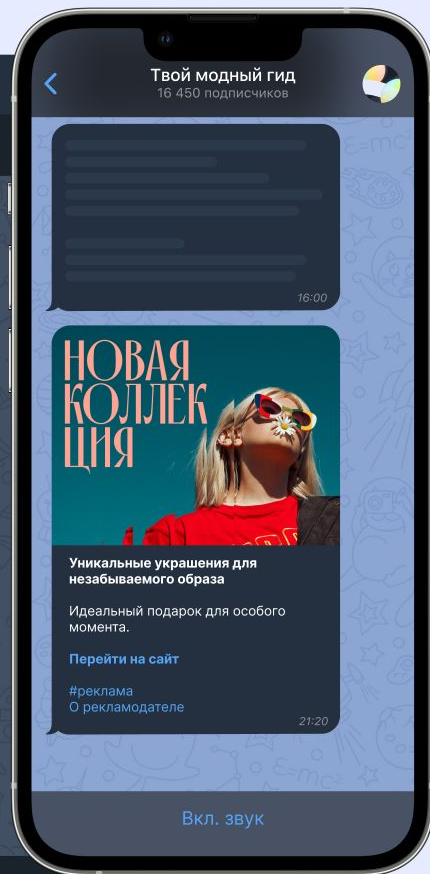 Твой модный гид
16 450 подписчиков
16:00
НОВАЯ
КОЛЛЕК
ЦИЯ
Уникальные украшения для
незабываемого образа
Идеальный подарок для особого
момента.
Перейти на сайт
#реклама
О рекламодателе
21:20
Вкл. звук